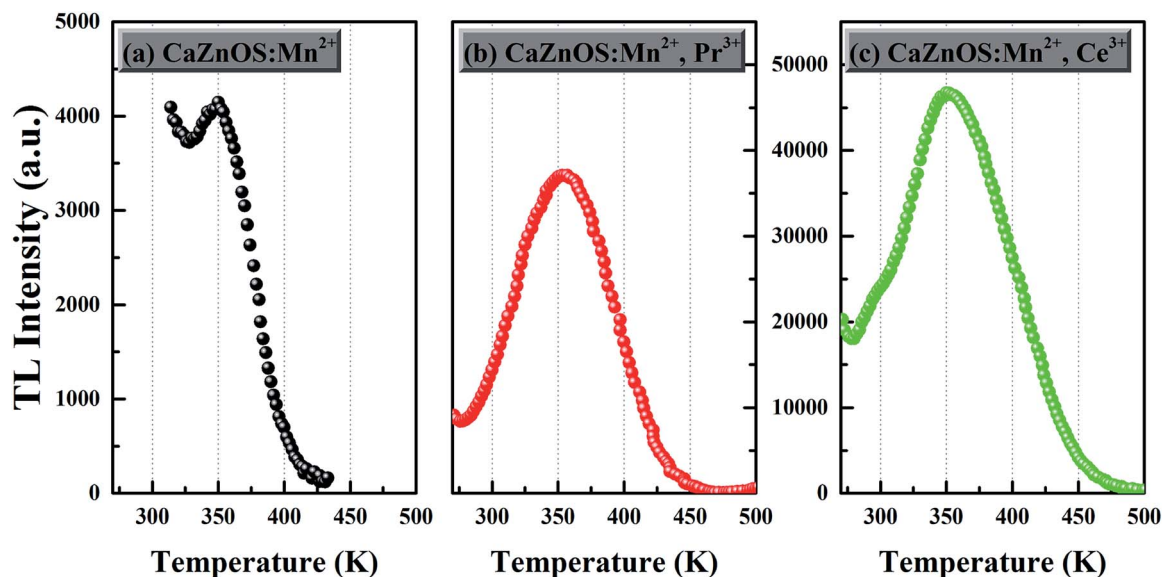 TL Intensity (a.u.)
5000
4000
3000
2000
1000
0
(a) CaZnOS:Mn²⁺
300 350 400 450 500
Temperature (K)
(b) CaZnOS:Mn²⁺, Pr³⁺
300 350 400 450 500
Temperature (K)
50000
40000
30000
20000
10000
0
(c) CaZnOS:Mn²⁺, Ce³⁺
300 350 400 450 500
Temperature (K)